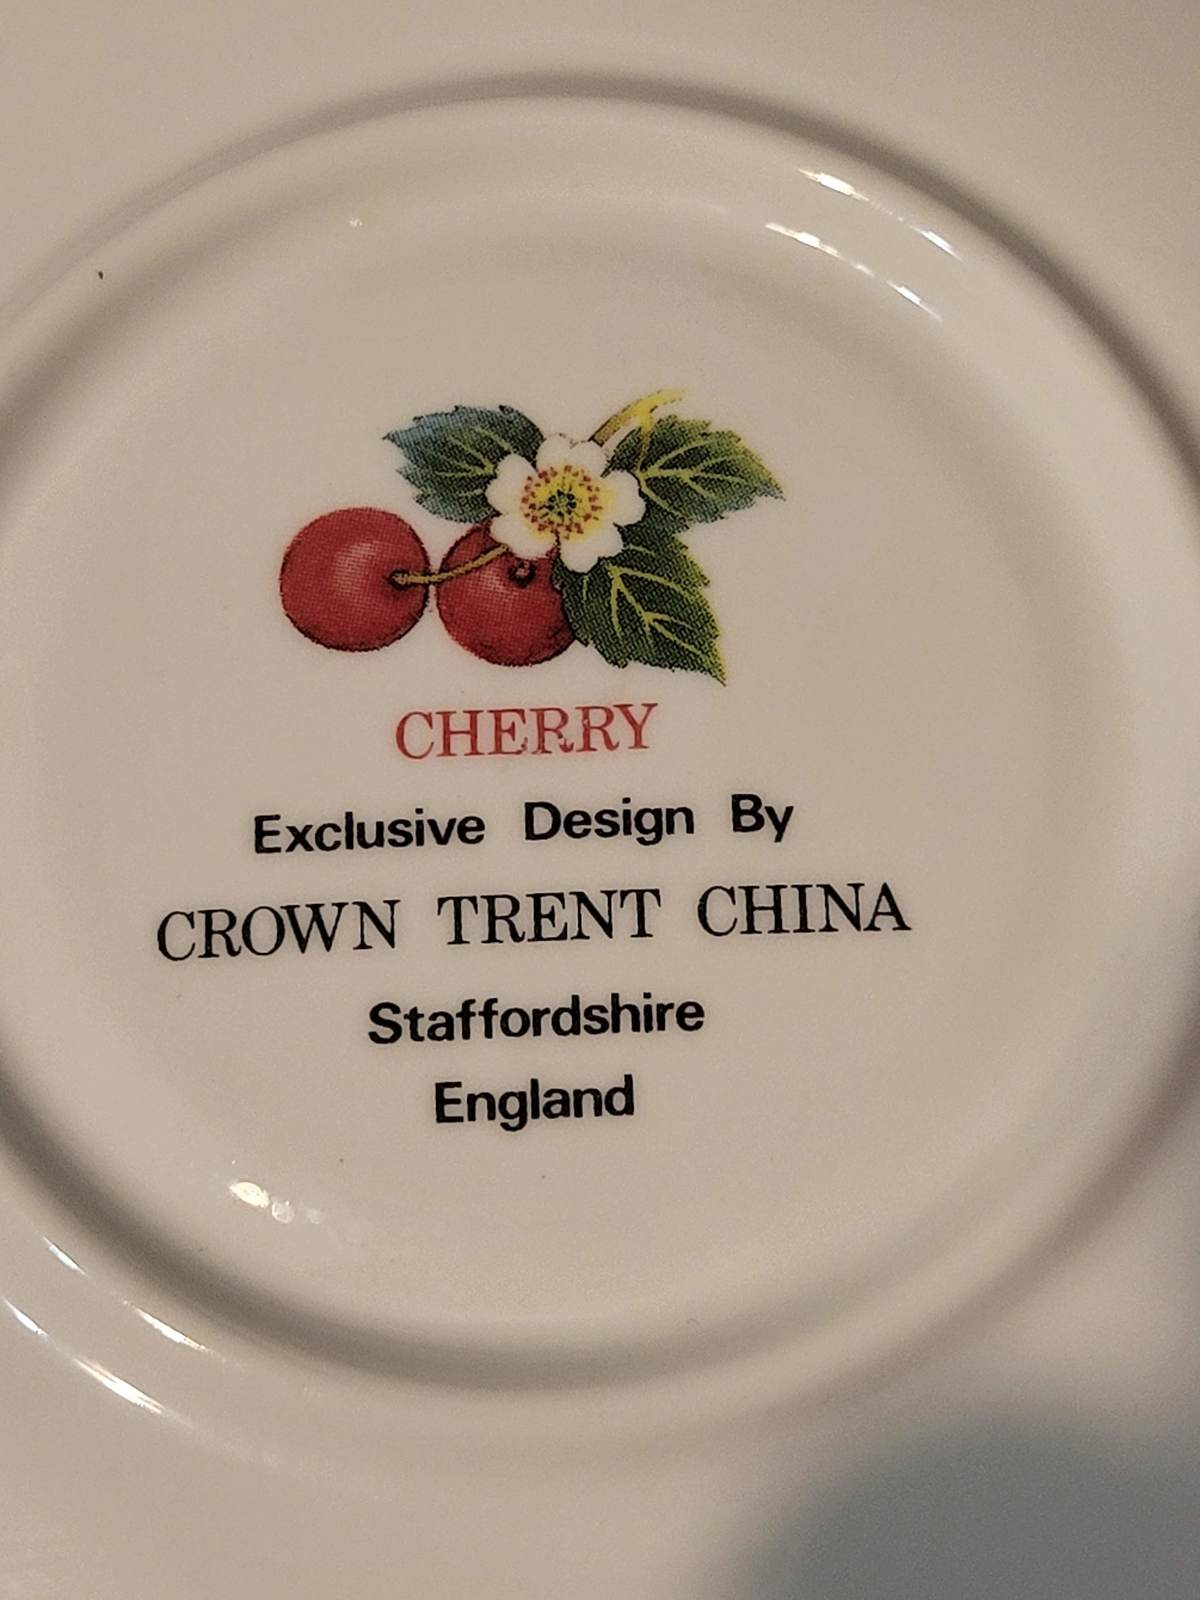 CHERRY
Exclusive Design By
CROWN TRENT CHINA
Staffordshire
England